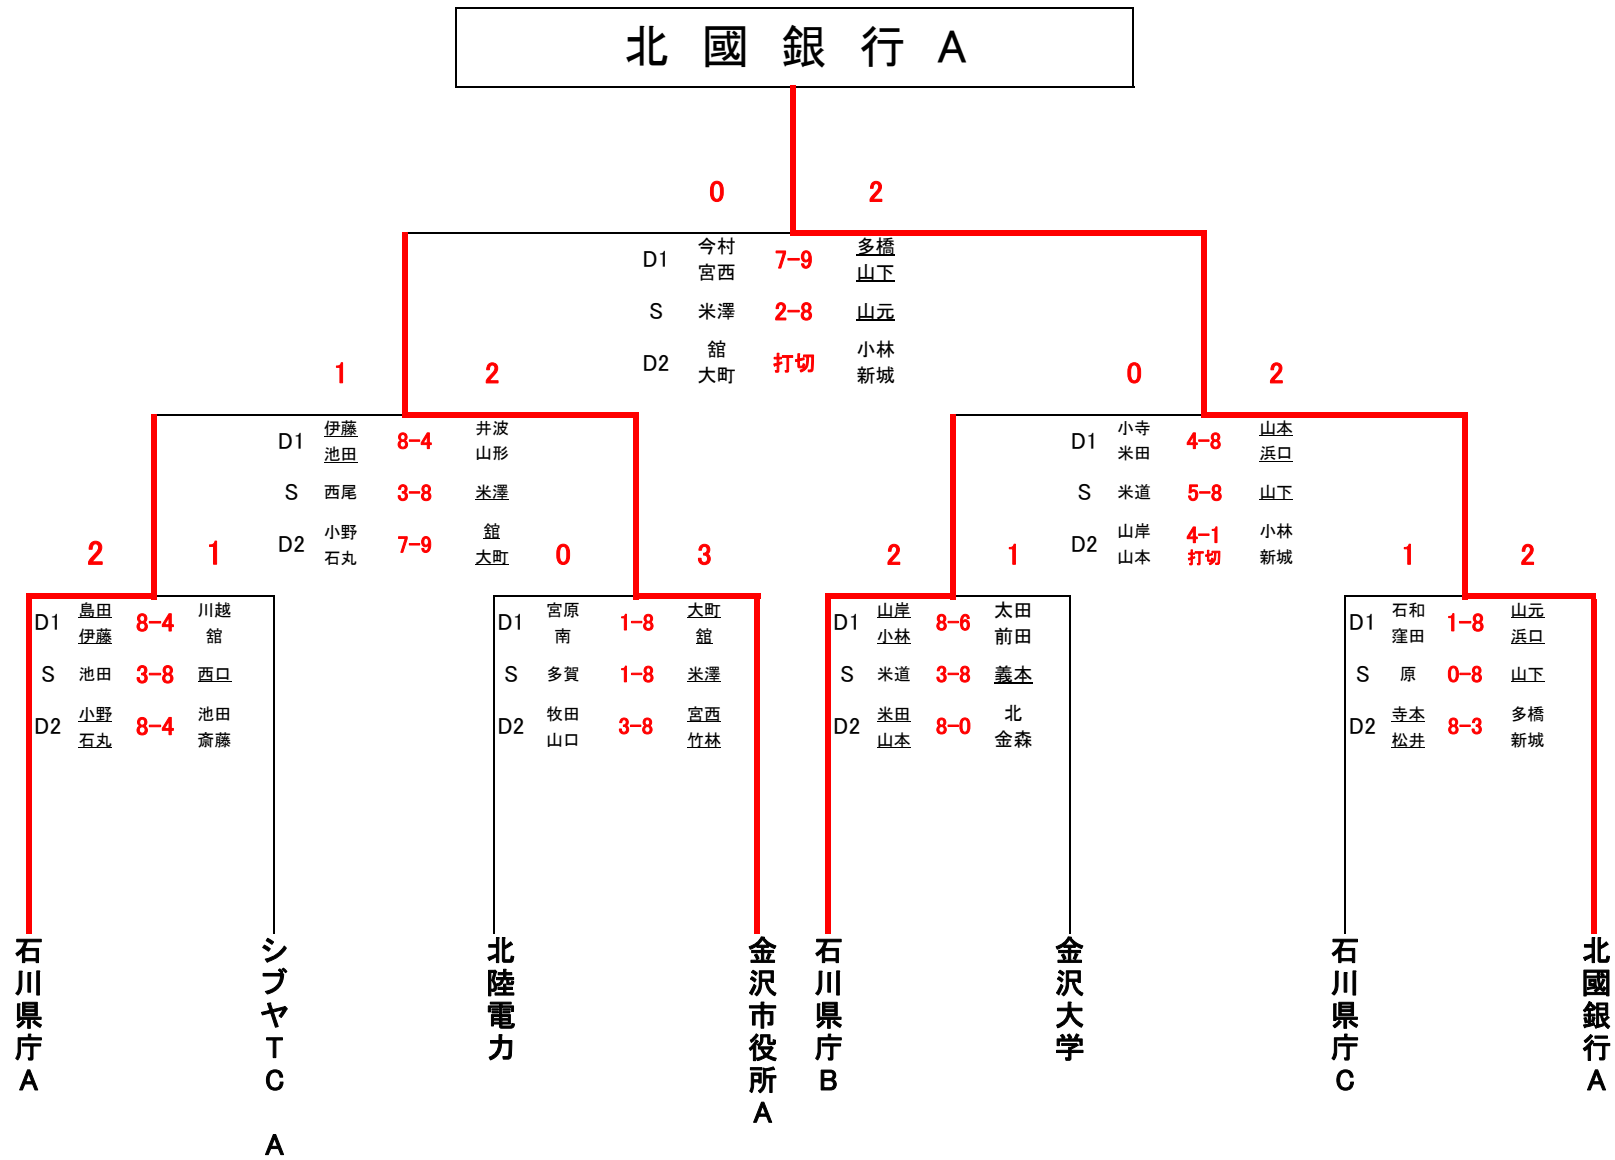 北國銀行A
0 2
D1 今村 宮西 7-9 多橋 山下
S 米澤 2-8 山元
D2 舘 大町 打切 小林 新城
1 2
D1 伊藤 池田 8-4 井波 山形
S 西尾 3-8 米澤
D2 小野 石丸 7-9 舘 大町
0 2
D1 小寺 米田 4-8 山本 浜口
S 米道 5-8 山下
D2 山岸 山本 4-1 打切 小林 新城
2 1
D1 島田 伊藤 8-4 川越 舘
S 池田 3-8 西口
D2 小野 石丸 8-4 池田 斎藤
0 3
D1 宮原 南 1-8 大町 舘
S 多賀 1-8 米澤
D2 牧田 山口 3-8 宮西 竹林
2 1
D1 山岸 小林 8-6 太田 前田
S 米道 3-8 義本
D2 米田 山本 8-0 北 金森
1 2
D1 石和 窪田 1-8 山元 浜口
S 原 0-8 山下
D2 寺本 松井 8-3 多橋 新城
石川県庁A
シブヤTC A
北陸電力
金沢市役所A
石川県庁B
金沢大学
石川県庁C
北國銀行A